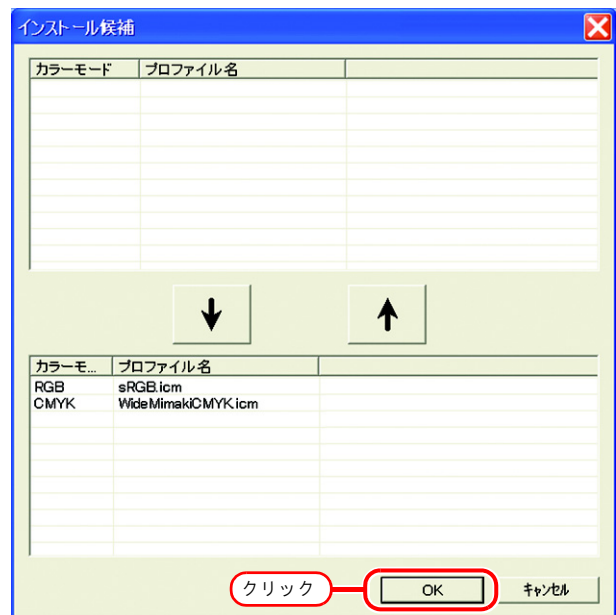 インストール候補
カラーモード プロファイル名
カラーモ... プロファイル名
RGB sRGB.icm
CMYK WideMimakiCMYK.icm
クリック OK キャンセル